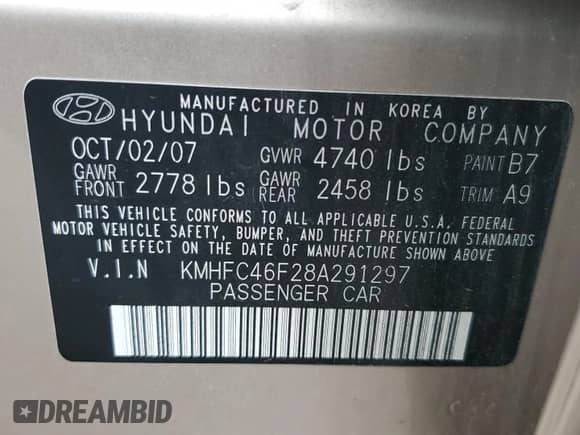 MANUFACTURED IN KOREA BY
HYUNDAI MOTOR COMPANY
OCT/02/07 GVWR 4740 lbs PAINT B7
GAWR FRONT 2778 lbs GAWR REAR 2458 lbs TRIM A9
THIS VEHICLE CONFORMS TO ALL APPLICABLE U.S.A. FEDERAL
MOTOR VEHICLE SAFETY, BUMPER, AND THEFT PREVENTION STANDARDS
IN EFFECT ON THE DATE OF MANUFACTURE SHOWN ABOVE
V.I.N KMHFC46F28A291297
PASSENGER CAR
DREAMBID